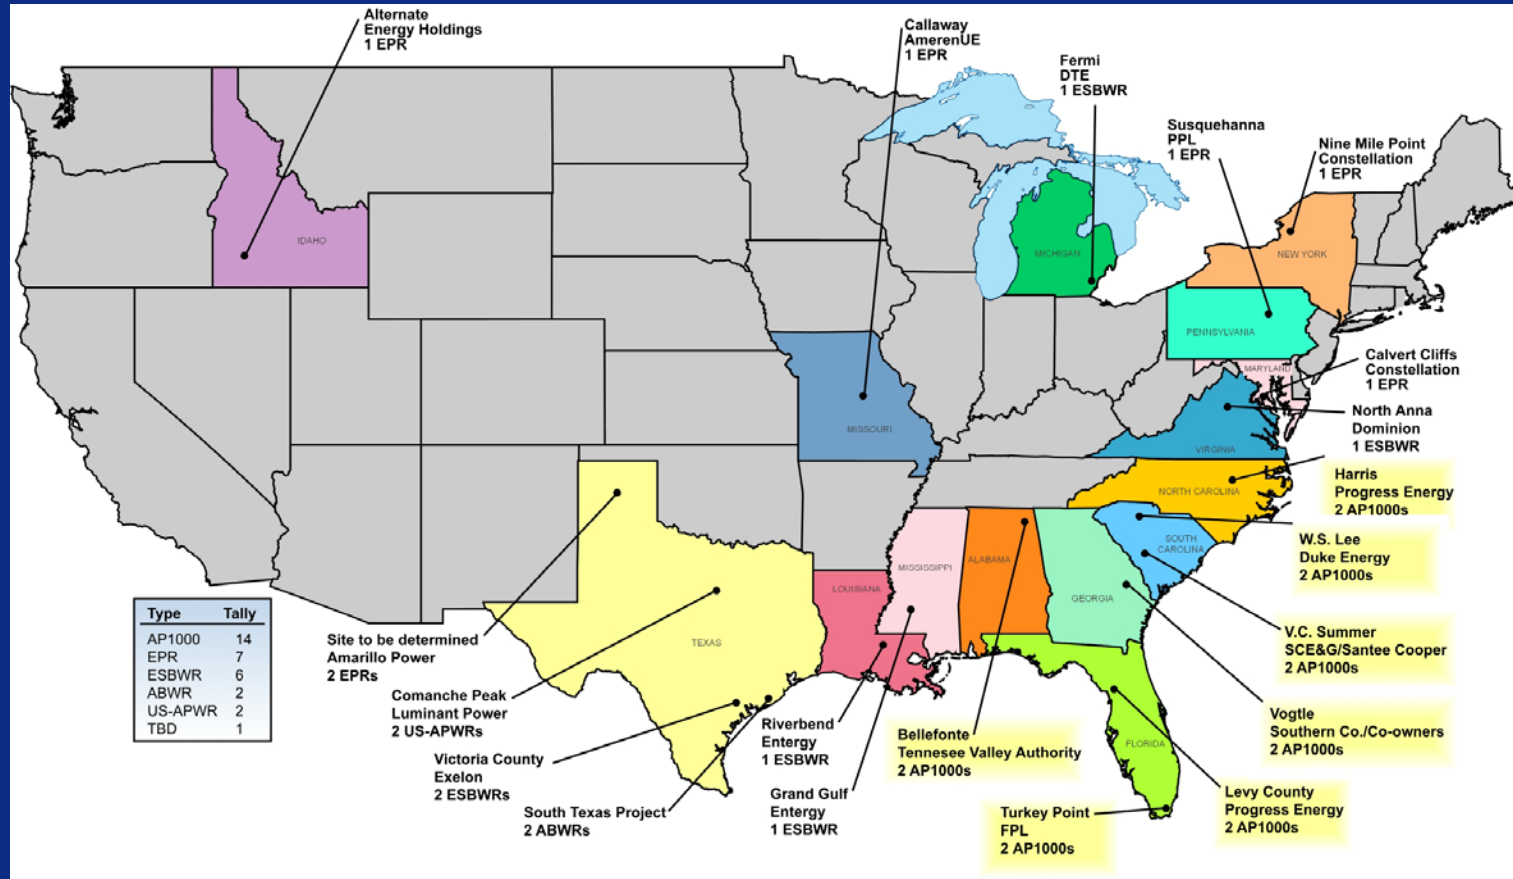 Alternate
Energy Holdings
1 EPR
Callaway
AmerenUE
1 EPR
Fermi
DTE
1 ESBWR
Susquehanna
PPL
1 EPR
Nine Mile Point
Constellation
1 EPR
IDAHO
MICHIGAN
NEW YORK
PENNSYLVANIA
MARYLAND
Calvert Cliffs
Constellation
1 EPR
North Anna
Dominion
1 ESBWR
MISSOURI
VIRGINIA
Harris
Progress Energy
2 AP1000s
NORTH CAROLINA
W.S. Lee
Duke Energy
2 AP1000s
SOUTH
CAROLINA
MISSISSIPPI
ALABAMA
LOUISIANA
GEORGIA
TEXAS
FLORIDA
Type Tally
AP1000 14
EPR 7
ESBWR 6
ABWR 2
US-APWR 2
TBD 1
Site to be determined
Amarillo Power
2 EPRs
Comanche Peak
Luminant Power
2 US-APWRs
Victoria County
Exelon
2 ESBWRs
South Texas Project
2 ABWRs
Riverbend
Entergy
1 ESBWR
Grand Gulf
Entergy
1 ESBWR
Bellefonte
Tennesee Valley Authority
2 AP1000s
Turkey Point
FPL
2 AP1000s
V.C. Summer
SCE&G/Santee Cooper
2 AP1000s
Vogtle
Southern Co./Co-owners
2 AP1000s
Levy County
Progress Energy
2 AP1000s